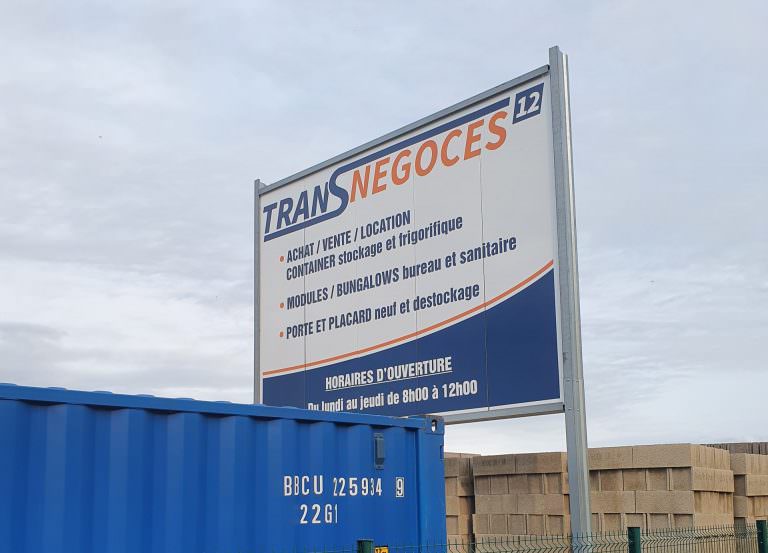 TRANSNEGOCES 12
• ACHAT / VENTE / LOCATION
CONTAINER stockage et frigorifique
• MODULES / BUNGALOWS bureau et sanitaire
• PORTE ET PLACARD neuf et destockage
HORAIRES D'OUVERTURE
Du lundi au jeudi de 8h00 à 12h00
BBCU 225934 9
22G1